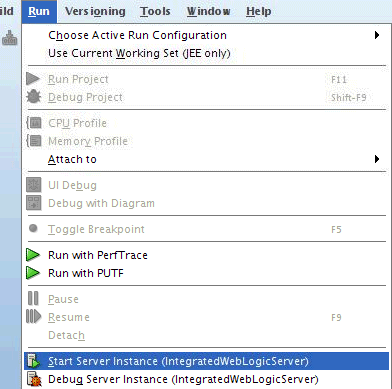 ild Run Versioning Tools Window Help
Choose Active Run Configuration
Use Current Working Set (JEE only)
Run Project F11
Debug Project Shift-F9
CPU Profile
Memory Profile
Attach to
UI Debug
Debug with Diagram
Toggle Breakpoint F5
Run with PerfTrace
Run with PUTF
Pause
Resume F9
Detach
Start Server Instance (IntegratedWebLogicServer)
Debug Server Instance (IntegratedWebLogicServer)